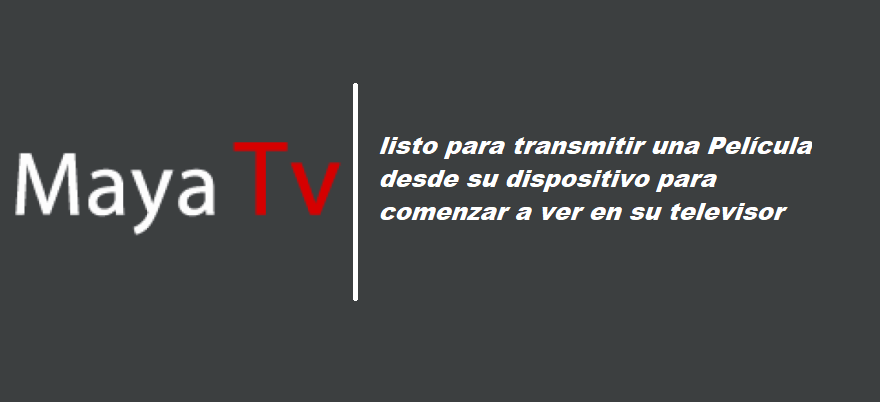 Maya Tv
listo para transmitir una Película
desde su dispositivo para
comenzar a ver en su televisor